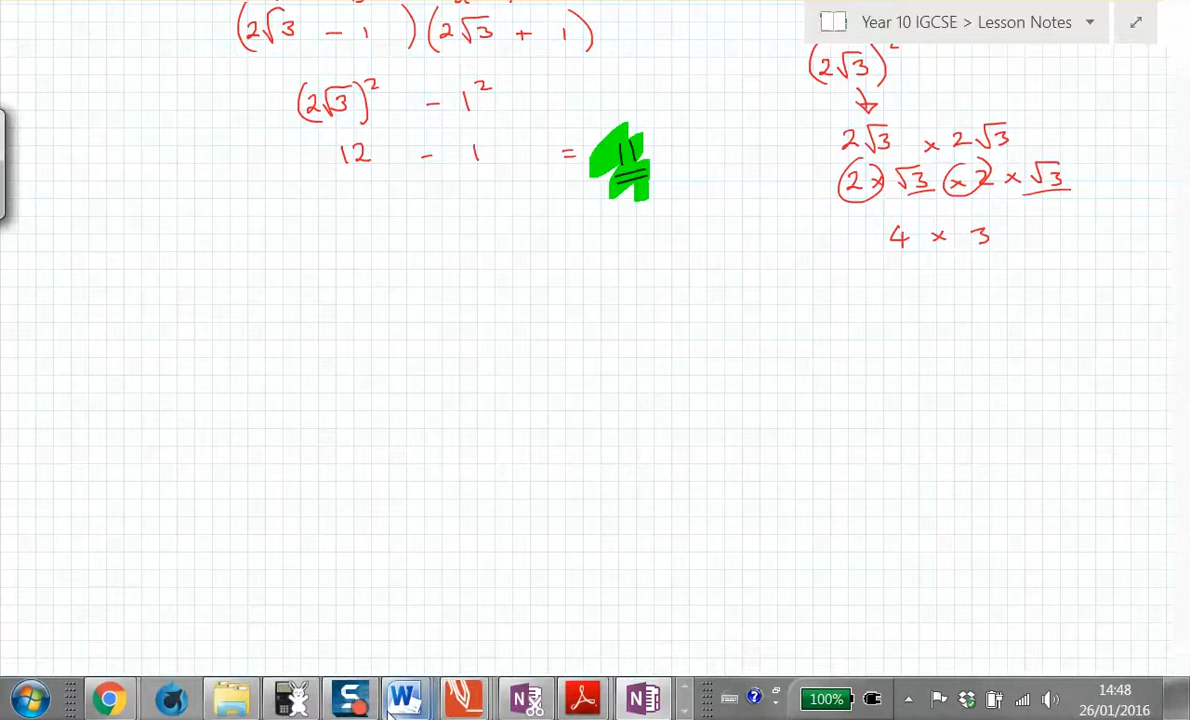 (2√3 - 1)(2√3 + 1)
(2√3)² - 1²
12 - 1 = 11
Year 10 IGCSE > Lesson Notes
(2√3)²
2√3 × 2√3
2 × √3 × 2 × √3
4 × 3
100%
14:48
26/01/2016